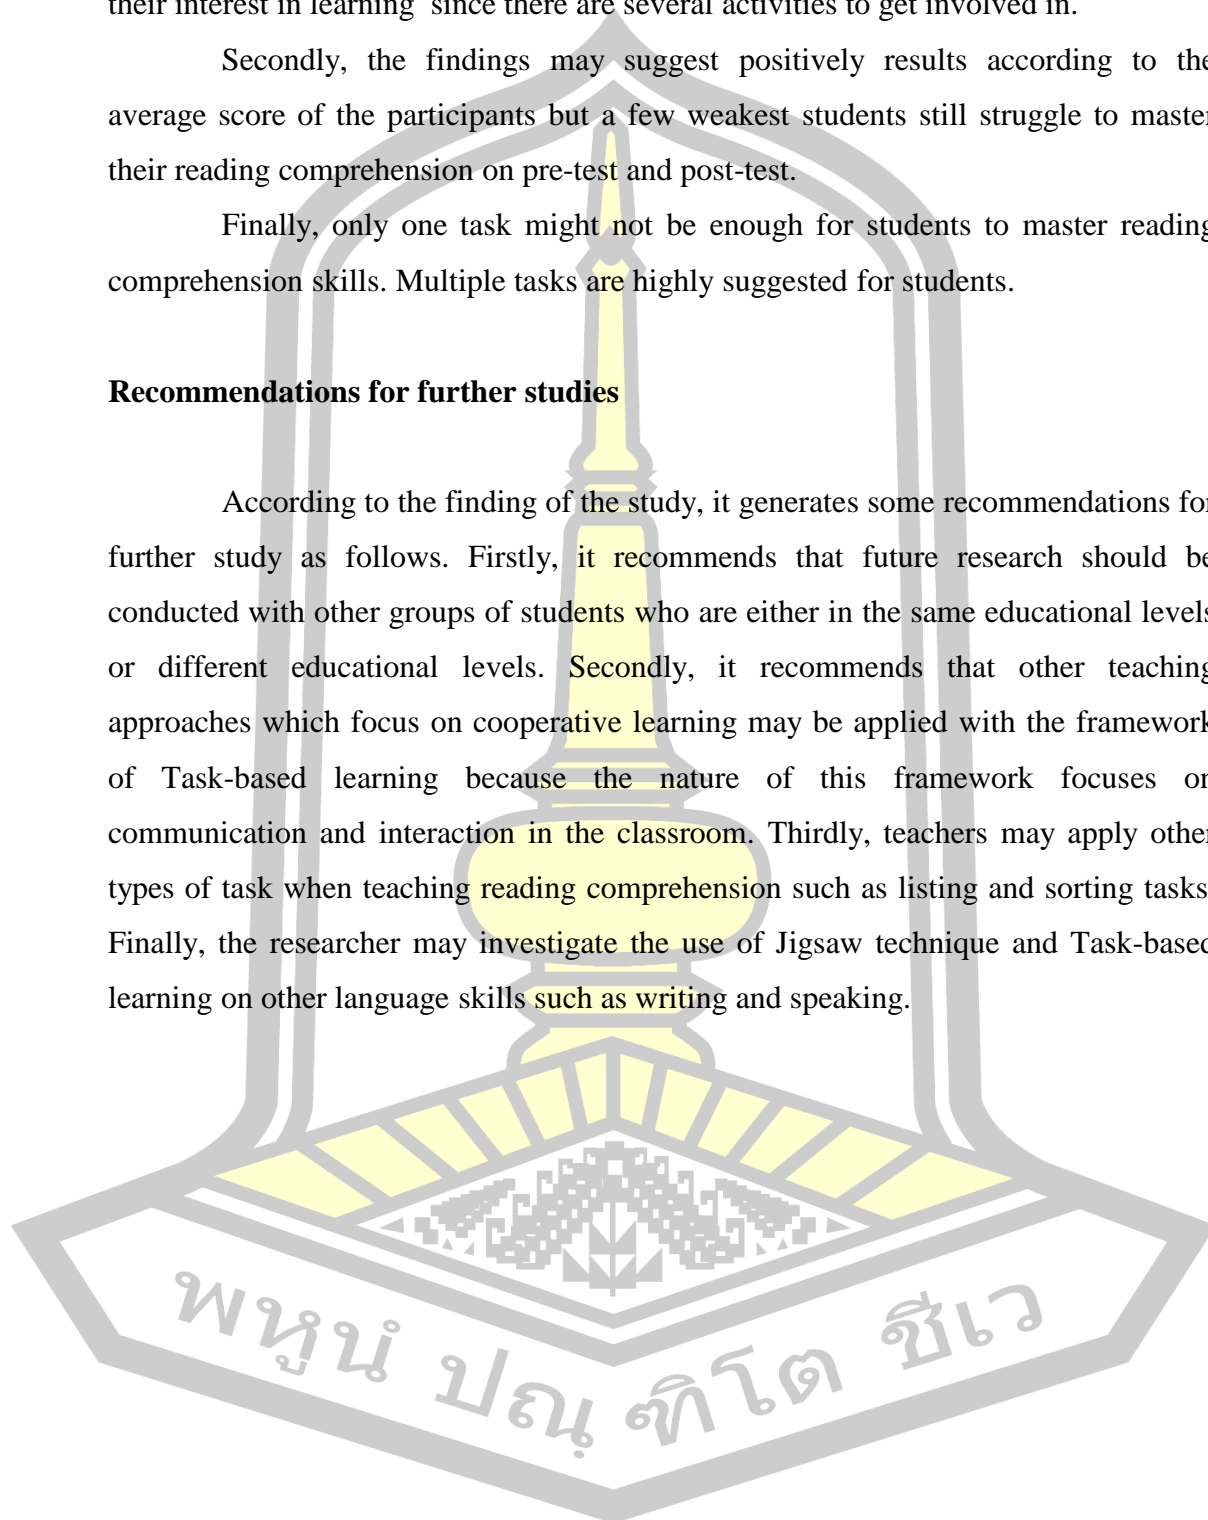 their interest in learning since there are several activities to get involved in.
Secondly, the findings may suggest positively results according to the
average score of the participants but a few weakest students still struggle to master
their reading comprehension on pre-test and post-test.
Finally, only one task might not be enough for students to master reading
comprehension skills. Multiple tasks are highly suggested for students.
Recommendations for further studies
According to the finding of the study, it generates some recommendations for
further study as follows. Firstly, it recommends that future research should be
conducted with other groups of students who are either in the same educational levels
or different educational levels. Secondly, it recommends that other teaching
approaches which focus on cooperative learning may be applied with the framework
of Task-based learning because the nature of this framework focuses on
communication and interaction in the classroom. Thirdly, teachers may apply other
types of task when teaching reading comprehension such as listing and sorting tasks.
Finally, the researcher may investigate the use of Jigsaw technique and Task-based
learning on other language skills such as writing and speaking.
พหูนํ ปณฺฑิโต ชีเว